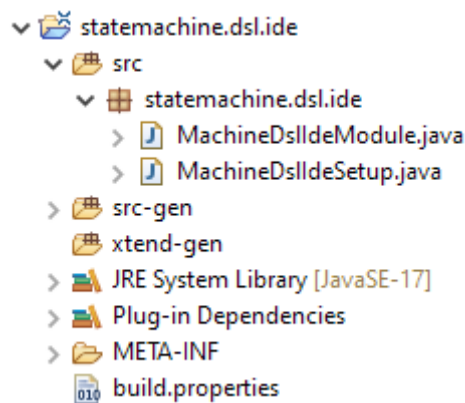 statemachine.dsl.ide
src
statemachine.dsl.ide
MachineDslIdeModule.java
MachineDslIdeSetup.java
src-gen
xtend-gen
JRE System Library [JavaSE-17]
Plug-in Dependencies
META-INF
build.properties